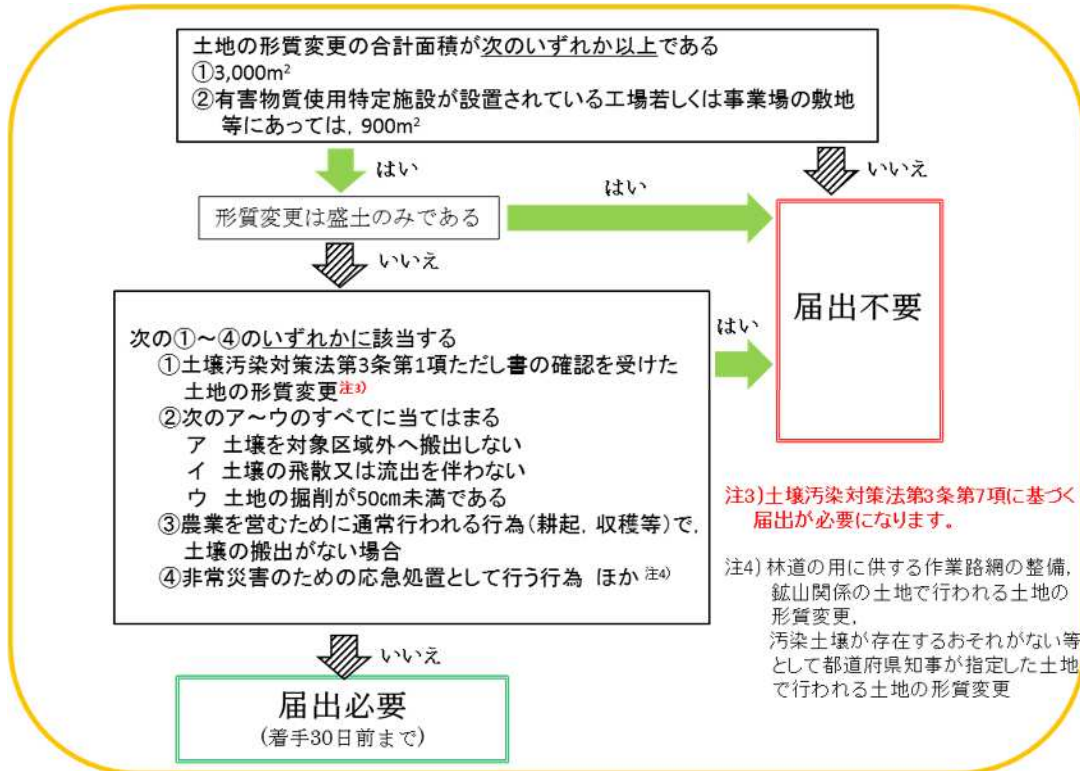 土地の形質変更の合計面積が次のいずれか以上である
①3,000m²
②有害物質使用特定施設が設置されている工場若しくは事業場の敷地
等にあっては，900m²
はい
いいえ
はい
形質変更は盛土のみである
いいえ
届出不要
次の①～④のいずれかに該当する
①土壌汚染対策法第3条第1項ただし書の確認を受けた
土地の形質変更注3)
②次のア～ウのすべてに当てはまる
ア　土壌を対象区域外へ搬出しない
イ　土壌の飛散又は流出を伴わない
ウ　土地の掘削が50㎝未満である
③農業を営むために通常行われる行為(耕起，収穫等)で，
土壌の搬出がない場合
④非常災害のための応急処置として行う行為　ほか 注4)
はい
注3)土壌汚染対策法第3条第7項に基づく
届出が必要になります。
注4) 林道の用に供する作業路網の整備，
鉱山関係の土地で行われる土地の
形質変更，
汚染土壌が存在するおそれがない等
として都道府県知事が指定した土地
で行われる土地の形質変更
いいえ
届出必要
(着手30日前まで)